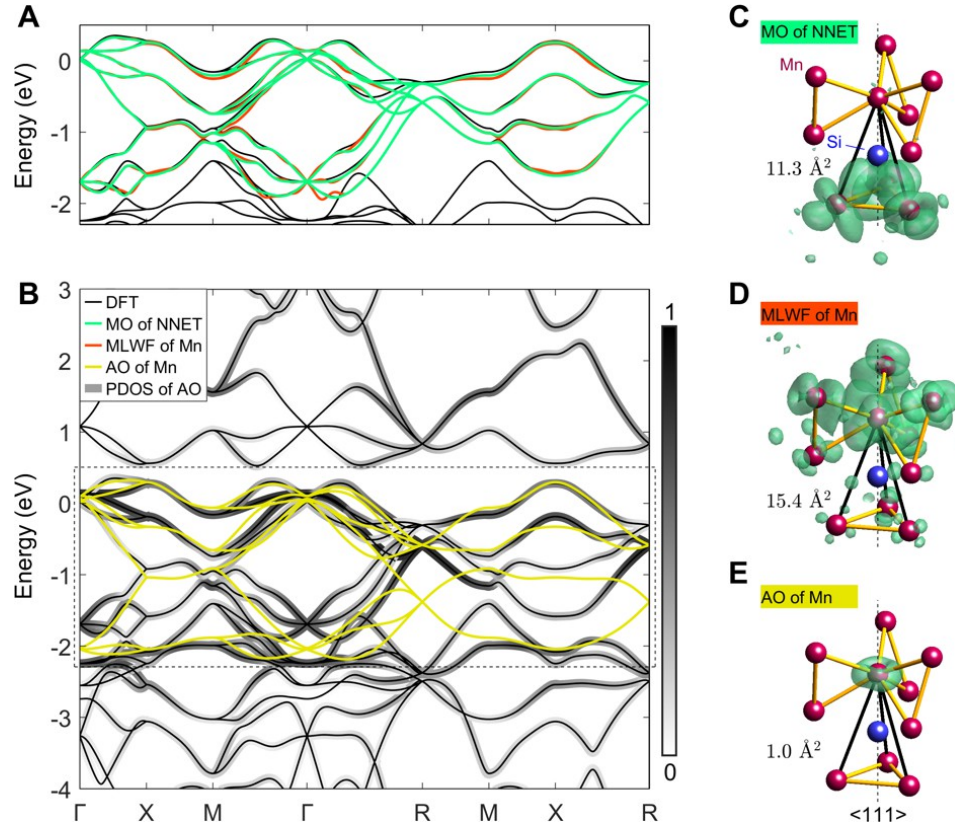 A
Energy (eV)
0
-1
-2
B
Energy (eV)
3
2
1
0
-1
-2
-3
-4
DFT
MO of NNET
MLWF of Mn
AO of Mn
PDOS of AO
1
0
Γ X M Γ R M X R
C
MO of NNET
Mn
Si
11.3 Å²
D
MLWF of Mn
15.4 Å²
E
AO of Mn
1.0 Å²
<111>